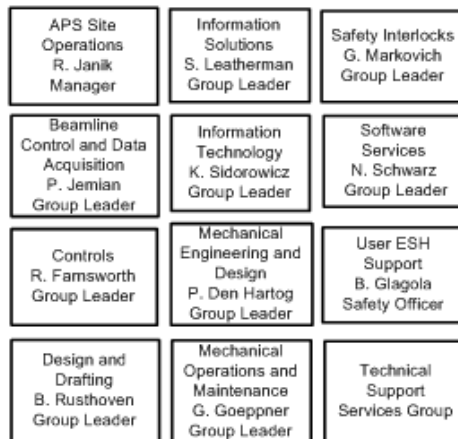 APS Site
Operations
R. Janik
Manager
Information
Solutions
S. Leatherman
Group Leader
Safety Interlocks
G. Markovich
Group Leader
Beamline
Control and Data
Acquisition
P. Jemian
Group Leader
Information
Technology
K. Sidorowicz
Group Leader
Software
Services
N. Schwarz
Group Leader
Controls
R. Farnsworth
Group Leader
Mechanical
Engineering and
Design
P. Den Hartog
Group Leader
User ESH
Support
B. Glagola
Safety Officer
Design and
Drafting
B. Rusthoven
Group Leader
Mechanical
Operations and
Maintenance
G. Goeppner
Group Leader
Technical
Support
Services Group